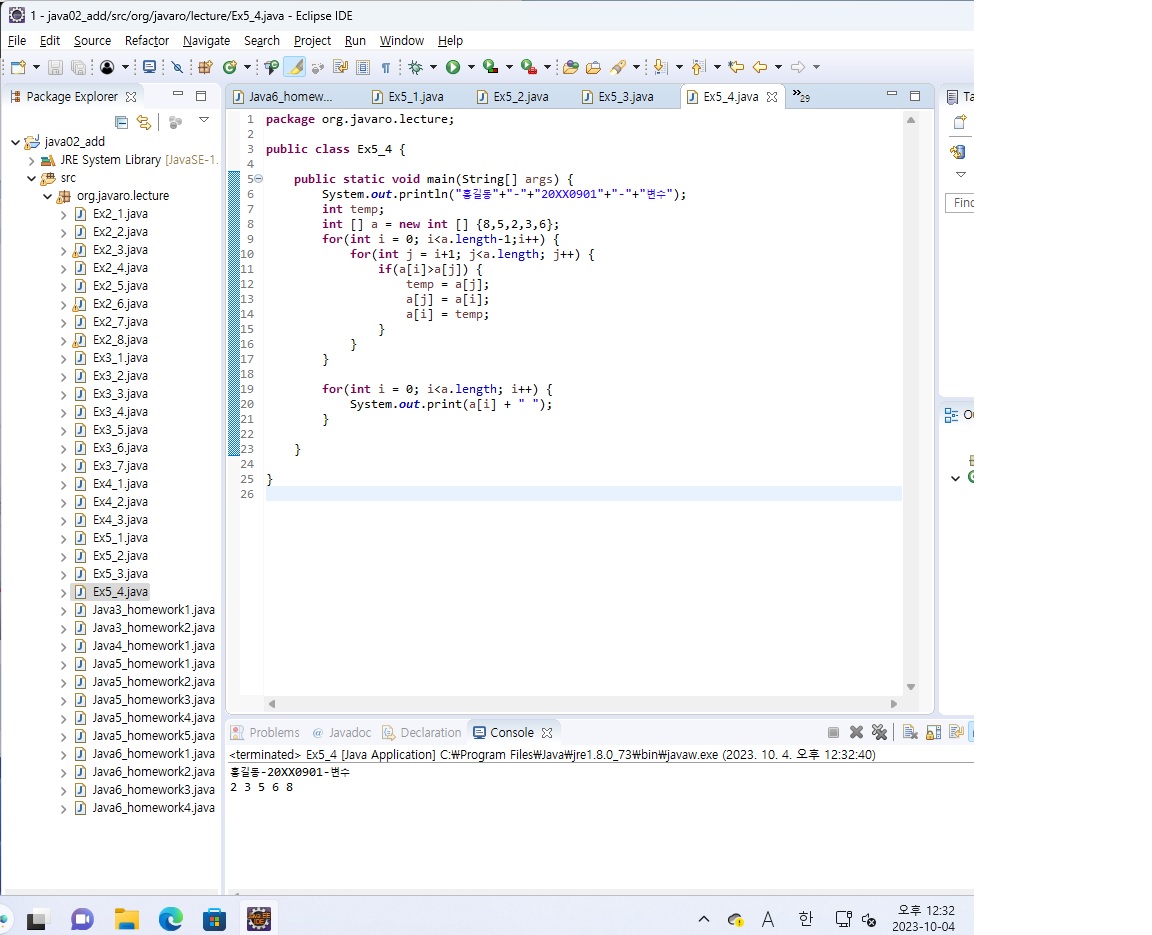 1 - java02_add/src/org/javaro/lecture/Ex5_4.java - Eclipse IDE
File Edit Source Refactor Navigate Search Project Run Window Help
Package Explorer
Java6_homew... Ex5_1.java Ex5_2.java Ex5_3.java Ex5_4.java »29
Ta
java02_add
JRE System Library [JavaSE-1.
src
org.javaro.lecture
Ex2_1.java
Ex2_2.java
Ex2_3.java
Ex2_4.java
Ex2_5.java
Ex2_6.java
Ex2_7.java
Ex2_8.java
Ex3_1.java
Ex3_2.java
Ex3_3.java
Ex3_4.java
Ex3_5.java
Ex3_6.java
Ex3_7.java
Ex4_1.java
Ex4_2.java
Ex4_3.java
Ex5_1.java
Ex5_2.java
Ex5_3.java
Ex5_4.java
Java3_homework1.java
Java3_homework2.java
Java4_homework1.java
Java5_homework1.java
Java5_homework2.java
Java5_homework3.java
Java5_homework4.java
Java5_homework5.java
Java6_homework1.java
Java6_homework2.java
Java6_homework3.java
Java6_homework4.java
1 package org.javaro.lecture;
2
3 public class Ex5_4 {
4
5 public static void main(String[] args) {
6 System.out.println("홍길동"+"-"+"20XX0901"+"-"+"변수");
7 int temp;
8 int [] a = new int [] {8,5,2,3,6};
9 for(int i = 0; i<a.length-1;i++) {
10 for(int j = i+1; j<a.length; j++) {
11 if(a[i]>a[j]) {
12 temp = a[j];
13 a[j] = a[i];
14 a[i] = temp;
15 }
16 }
17 }
18
19 for(int i = 0; i<a.length; i++) {
20 System.out.print(a[i] + " ");
21 }
22
23 }
24
25 }
26
Find
Ou
Problems @ Javadoc Declaration Console
<terminated> Ex5_4 [Java Application] C:₩Program Files₩Java₩jre1.8.0_73₩bin₩javaw.exe (2023. 10. 4. 오후 12:32:40)
홍길동-20XX0901-변수
2 3 5 6 8
Java EE
IDE
A 한
오후 12:32
2023-10-04